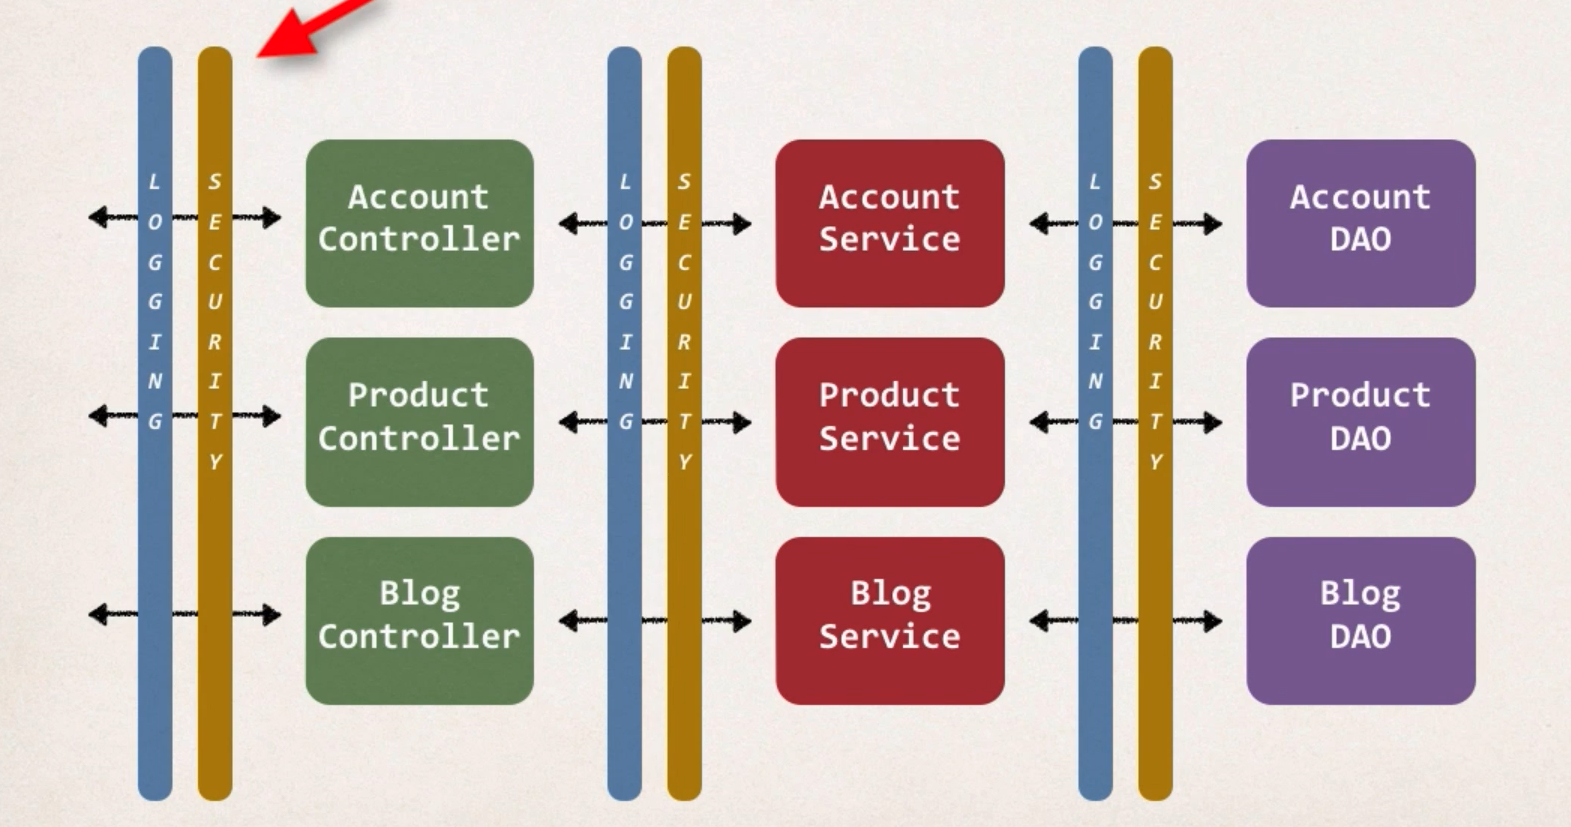 LOGGING
SECURITY
Account
Controller
Product
Controller
Blog
Controller
LOGGING
SECURITY
Account
Service
Product
Service
Blog
Service
LOGGING
SECURITY
Account
DAO
Product
DAO
Blog
DAO